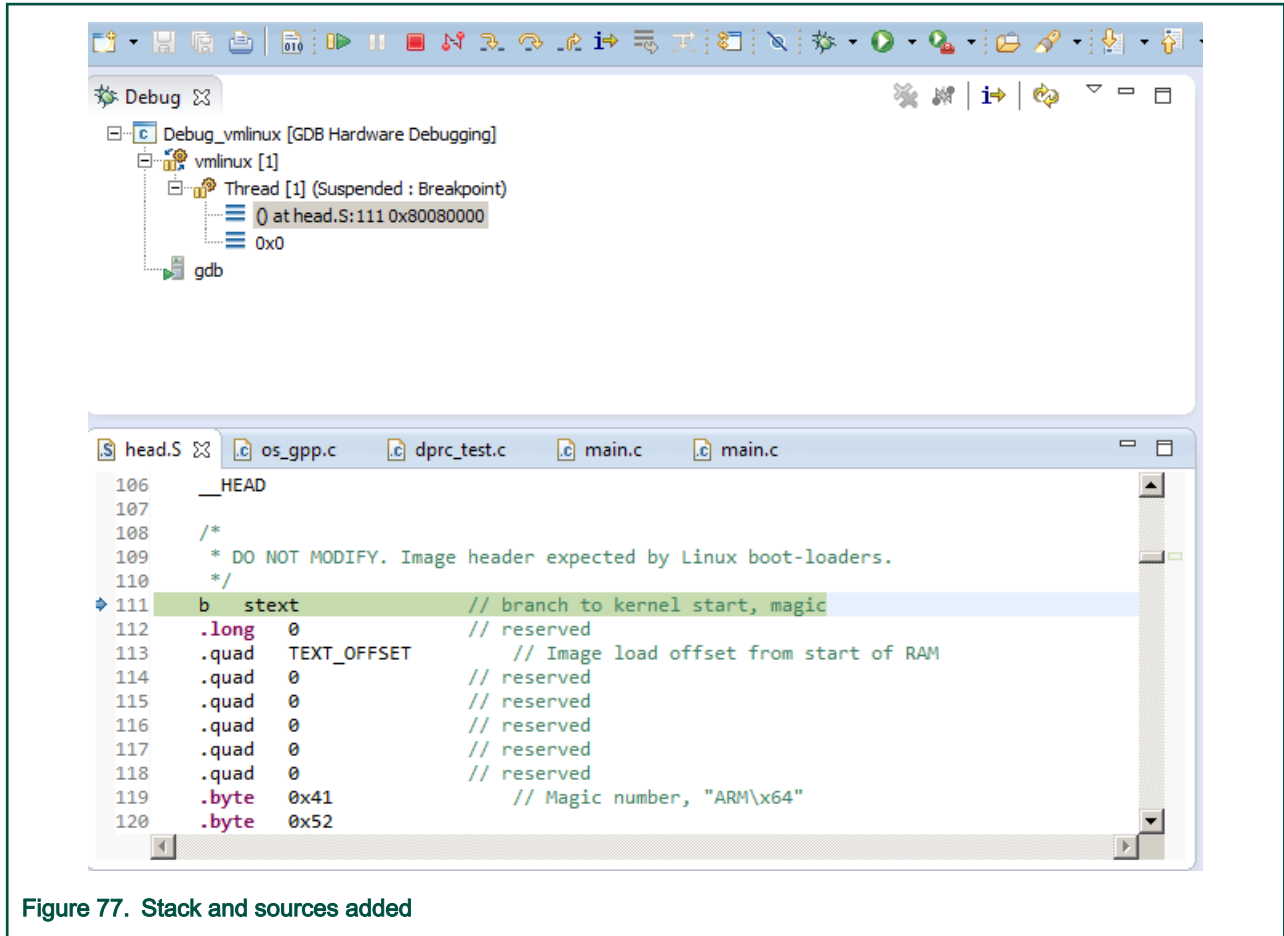 010
Debug
Debug_vmlinux [GDB Hardware Debugging]
vmlinux [1]
Thread [1] (Suspended : Breakpoint)
() at head.S:111 0x80080000
0x0
gdb
head.S os_gpp.c dprc_test.c main.c main.c
106 __HEAD
107
108 /*
109 * DO NOT MODIFY. Image header expected by Linux boot-loaders.
110 */
111 b stext // branch to kernel start, magic
112 .long 0 // reserved
113 .quad TEXT_OFFSET // Image load offset from start of RAM
114 .quad 0 // reserved
115 .quad 0 // reserved
116 .quad 0 // reserved
117 .quad 0 // reserved
118 .quad 0 // reserved
119 .byte 0x41 // Magic number, "ARM\x64"
120 .byte 0x52
Figure 77. Stack and sources added